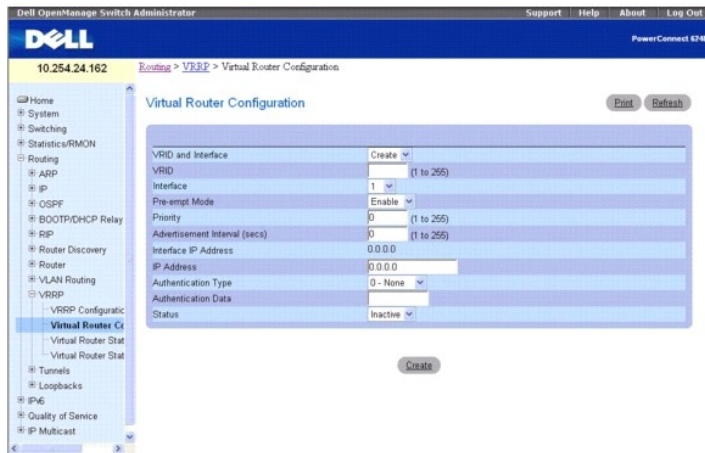 Dell OpenManage Switch Administrator Support Help About Log Out
DELL
PowerConnect 6248
10.254.24.162
Routing > VRRP > Virtual Router Configuration
Home
System
Switching
Statistics/RMON
Routing
ARP
IP
OSPF
BOOTP/DHCP Relay
RIP
Router Discovery
Router
VLAN Routing
VRRP
VRRP Configuratic
Virtual Router Cc
Virtual Router Stat
Virtual Router Stat
Tunnels
Loopbacks
IPv6
Quality of Service
IP Multicast
Virtual Router Configuration
Print Refresh
VRID and Interface Create
VRID (1 to 255)
Interface 1
Pre-empt Mode Enable
Priority 0 (1 to 255)
Advertisement Interval (secs) 0 (1 to 255)
Interface IP Address 0.0.0.0
IP Address 0.0.0.0
Authentication Type 0 - None
Authentication Data
Status Inactive
Create